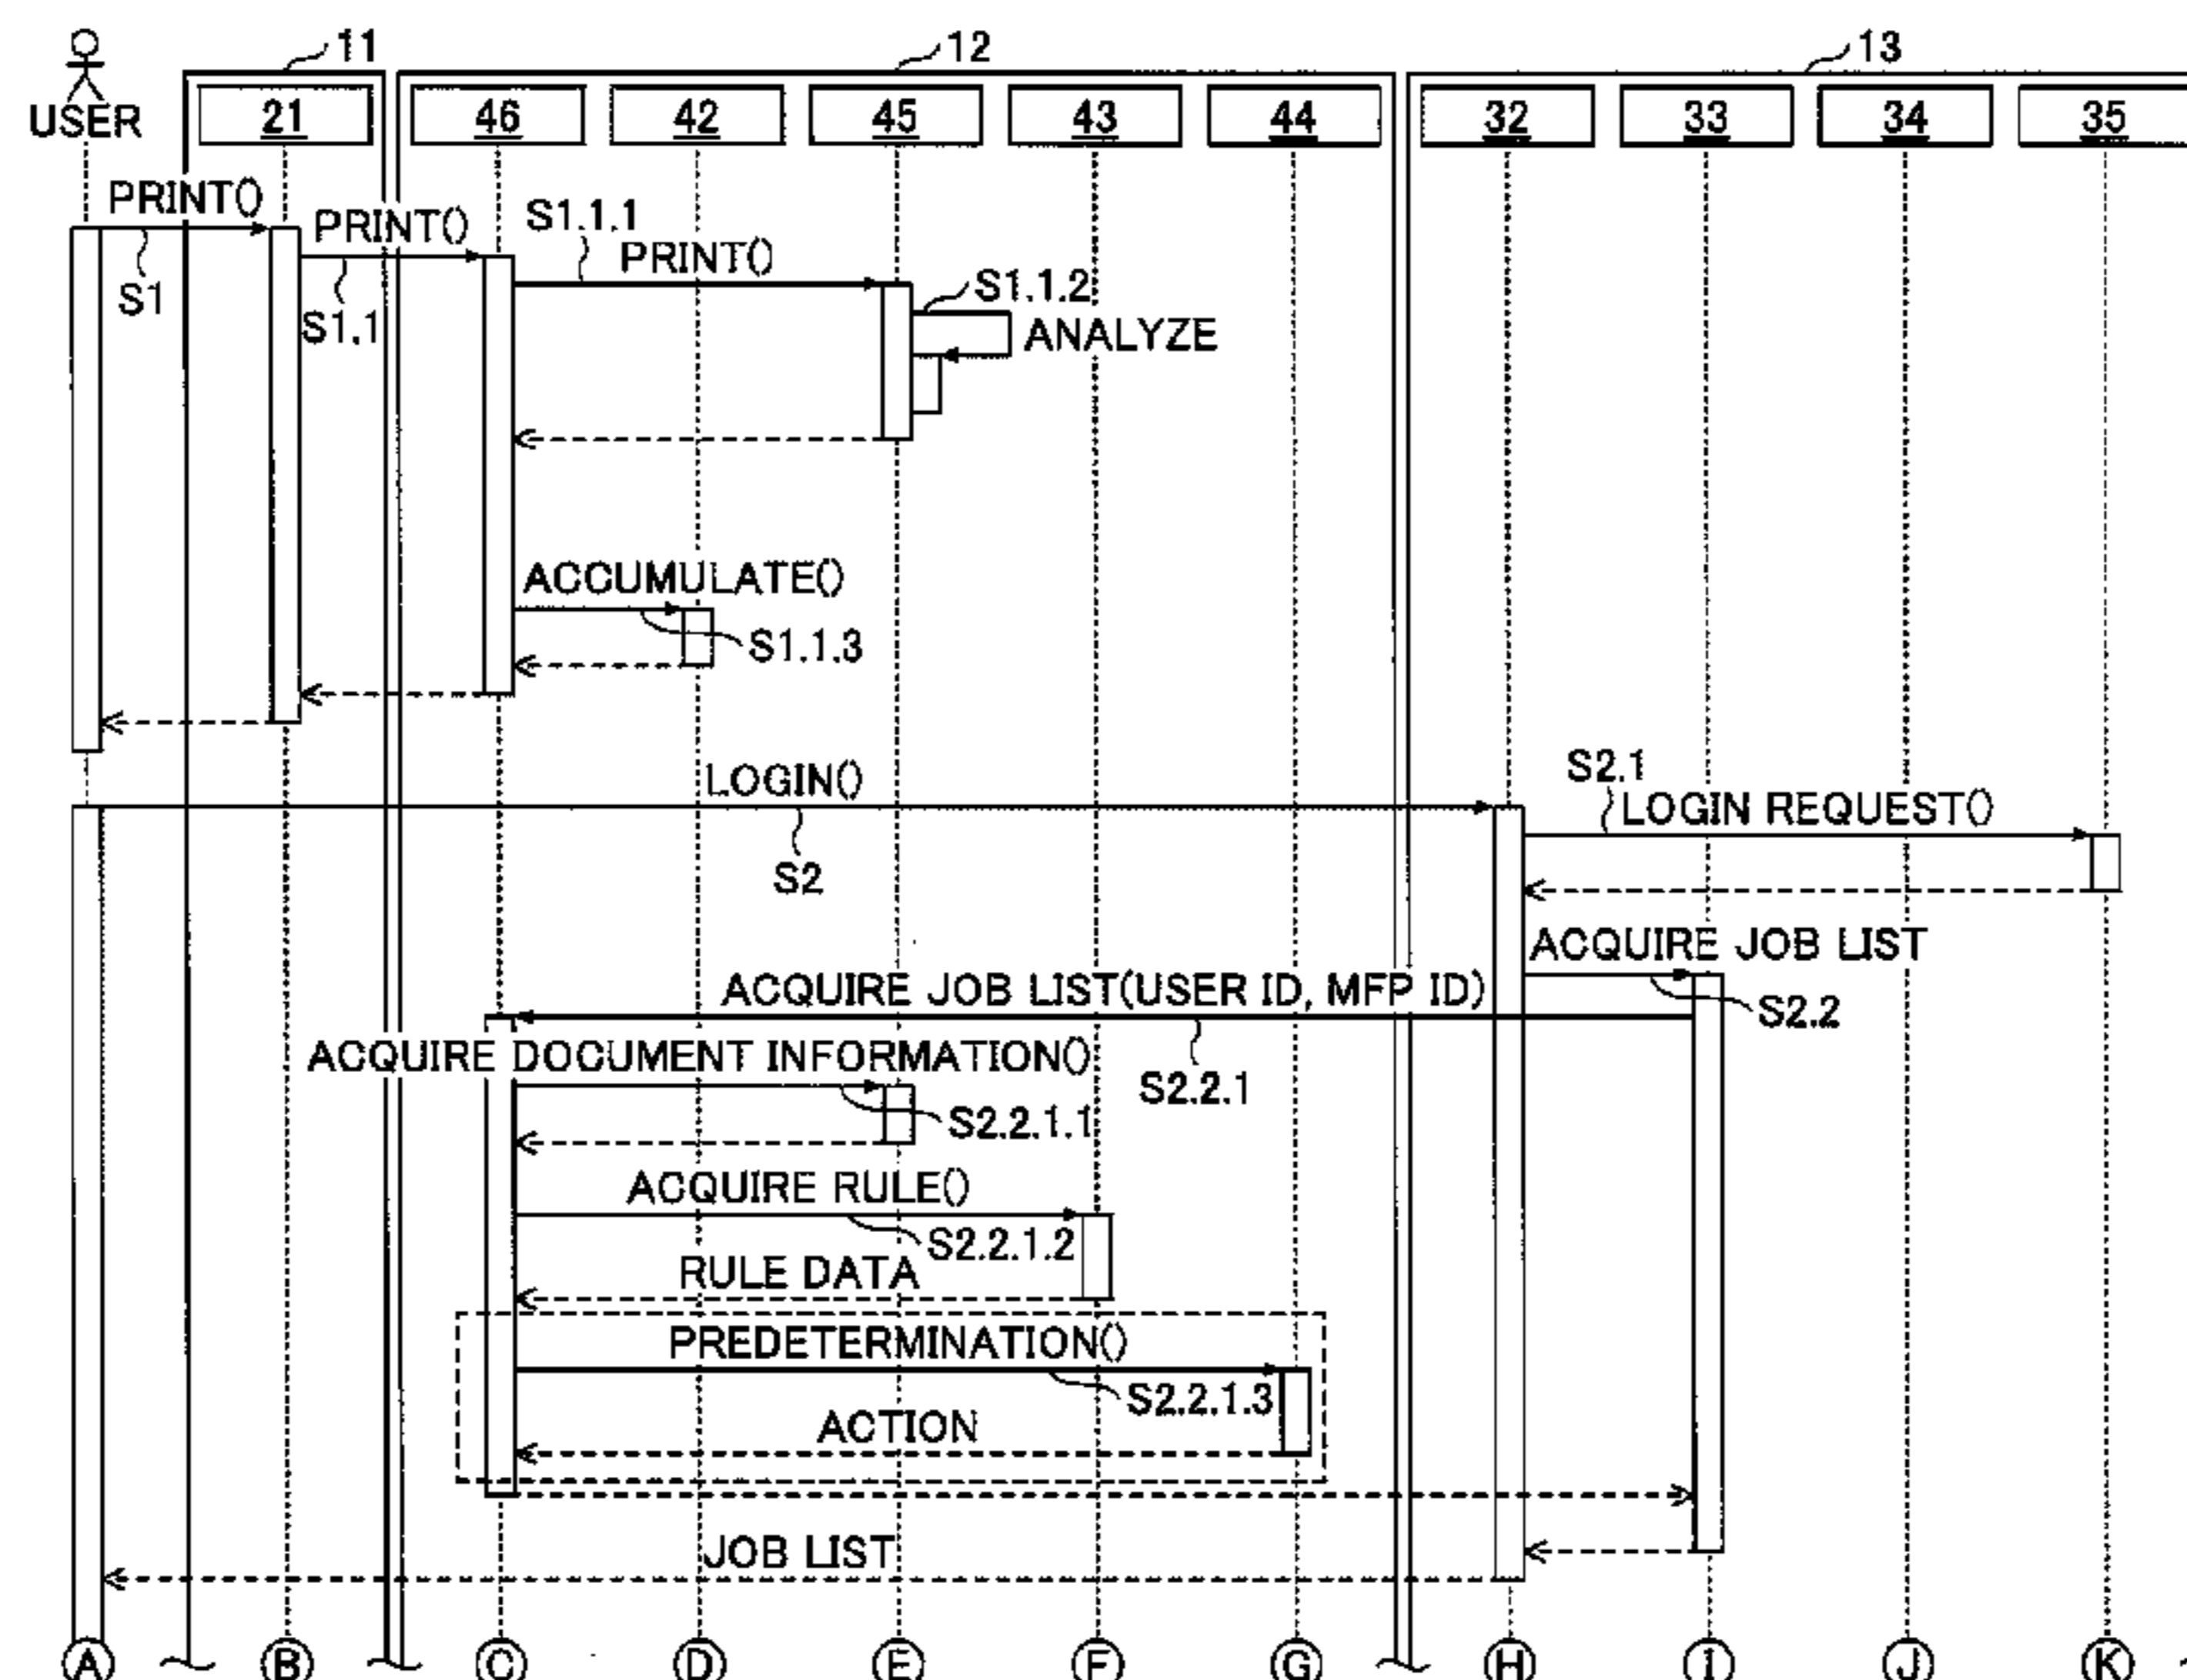 11
12
13
USER
21
46
42
45
43
44
32
33
34
35
PRINT()
PRINT()
S1.1.1
PRINT()
S1
S1.1
S1.1.2
ANALYZE
ACCUMULATE()
S1.1.3
LOGIN()
S2
S2.1
LOGIN REQUEST()
ACQUIRE JOB LIST
S2.2
ACQUIRE JOB LIST(USER ID, MFP ID)
S2.2.1
ACQUIRE DOCUMENT INFORMATION()
S2.2.1.1
ACQUIRE RULE()
S2.2.1.2
RULE DATA
PREDETERMINATION()
S2.2.1.3
ACTION
JOB LIST
A
B
C
D
E
F
G
H
I
J
K